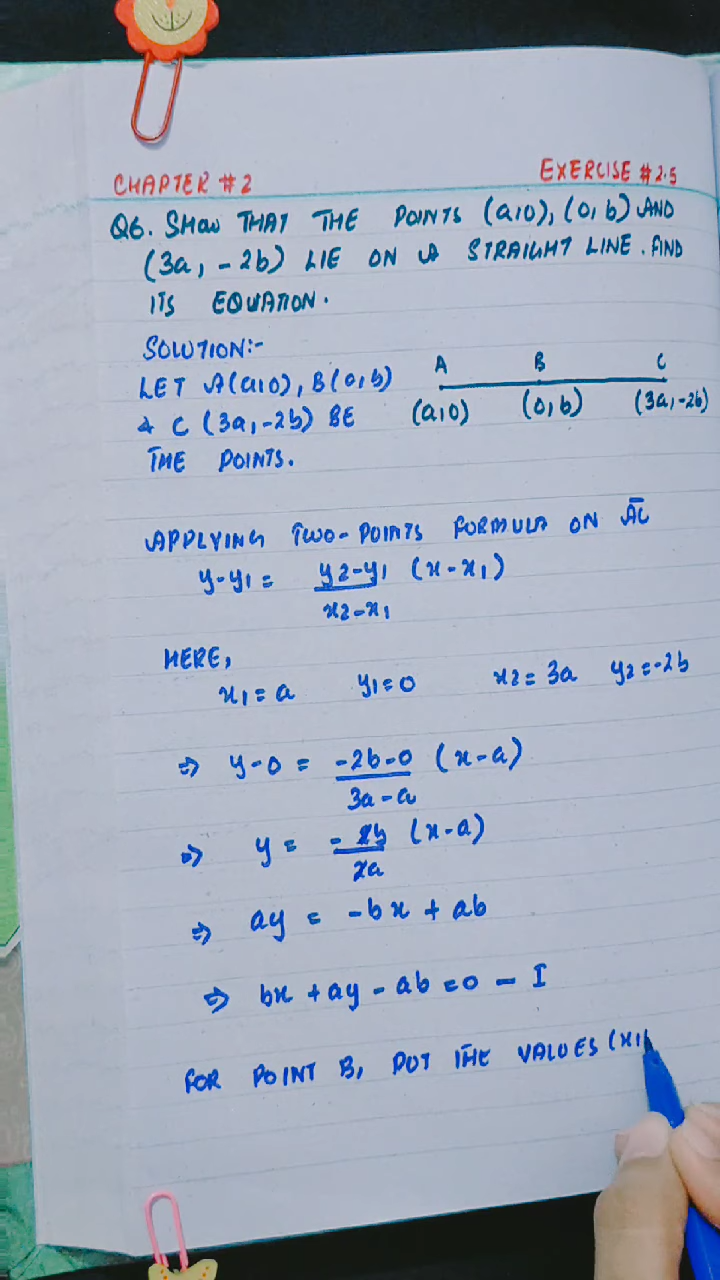 CHAPTER #2 EXERCISE #2.5
Q6. SHOW THAT THE POINTS (a,0), (0,b) AND
(3a,-2b) LIE ON A STRAIGHT LINE. FIND
ITS EQUATION.
SOLUTION:-
LET A(a,0), B(0,b)
& C (3a,-2b) BE
THE POINTS.
A B C
(a,0) (0,b) (3a,-2b)
APPLYING TWO-POINTS FORMULA ON A̅C̅
y-y₁ = y₂-y₁ (x-x₁)
x₂-x₁
HERE,
x₁=a y₁=0 x₂=3a y₂=-2b
⇒ y-0 = -2b-0 (x-a)
3a-a
⇒ y = -2b (x-a)
2a
⇒ ay = -bx + ab
⇒ bx + ay - ab = 0 - I
FOR POINT B, PUT THE VALUES (x,